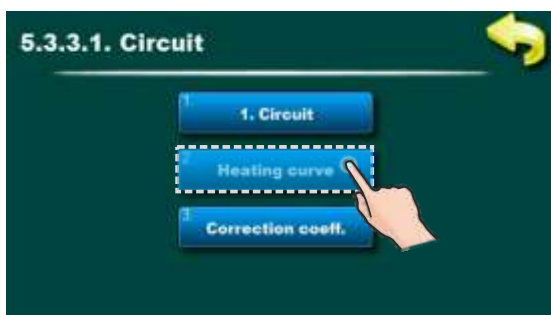 5.3.3.1. Circuit
1.
1. Circuit
2.
Heating curve
3.
Correction coeff.